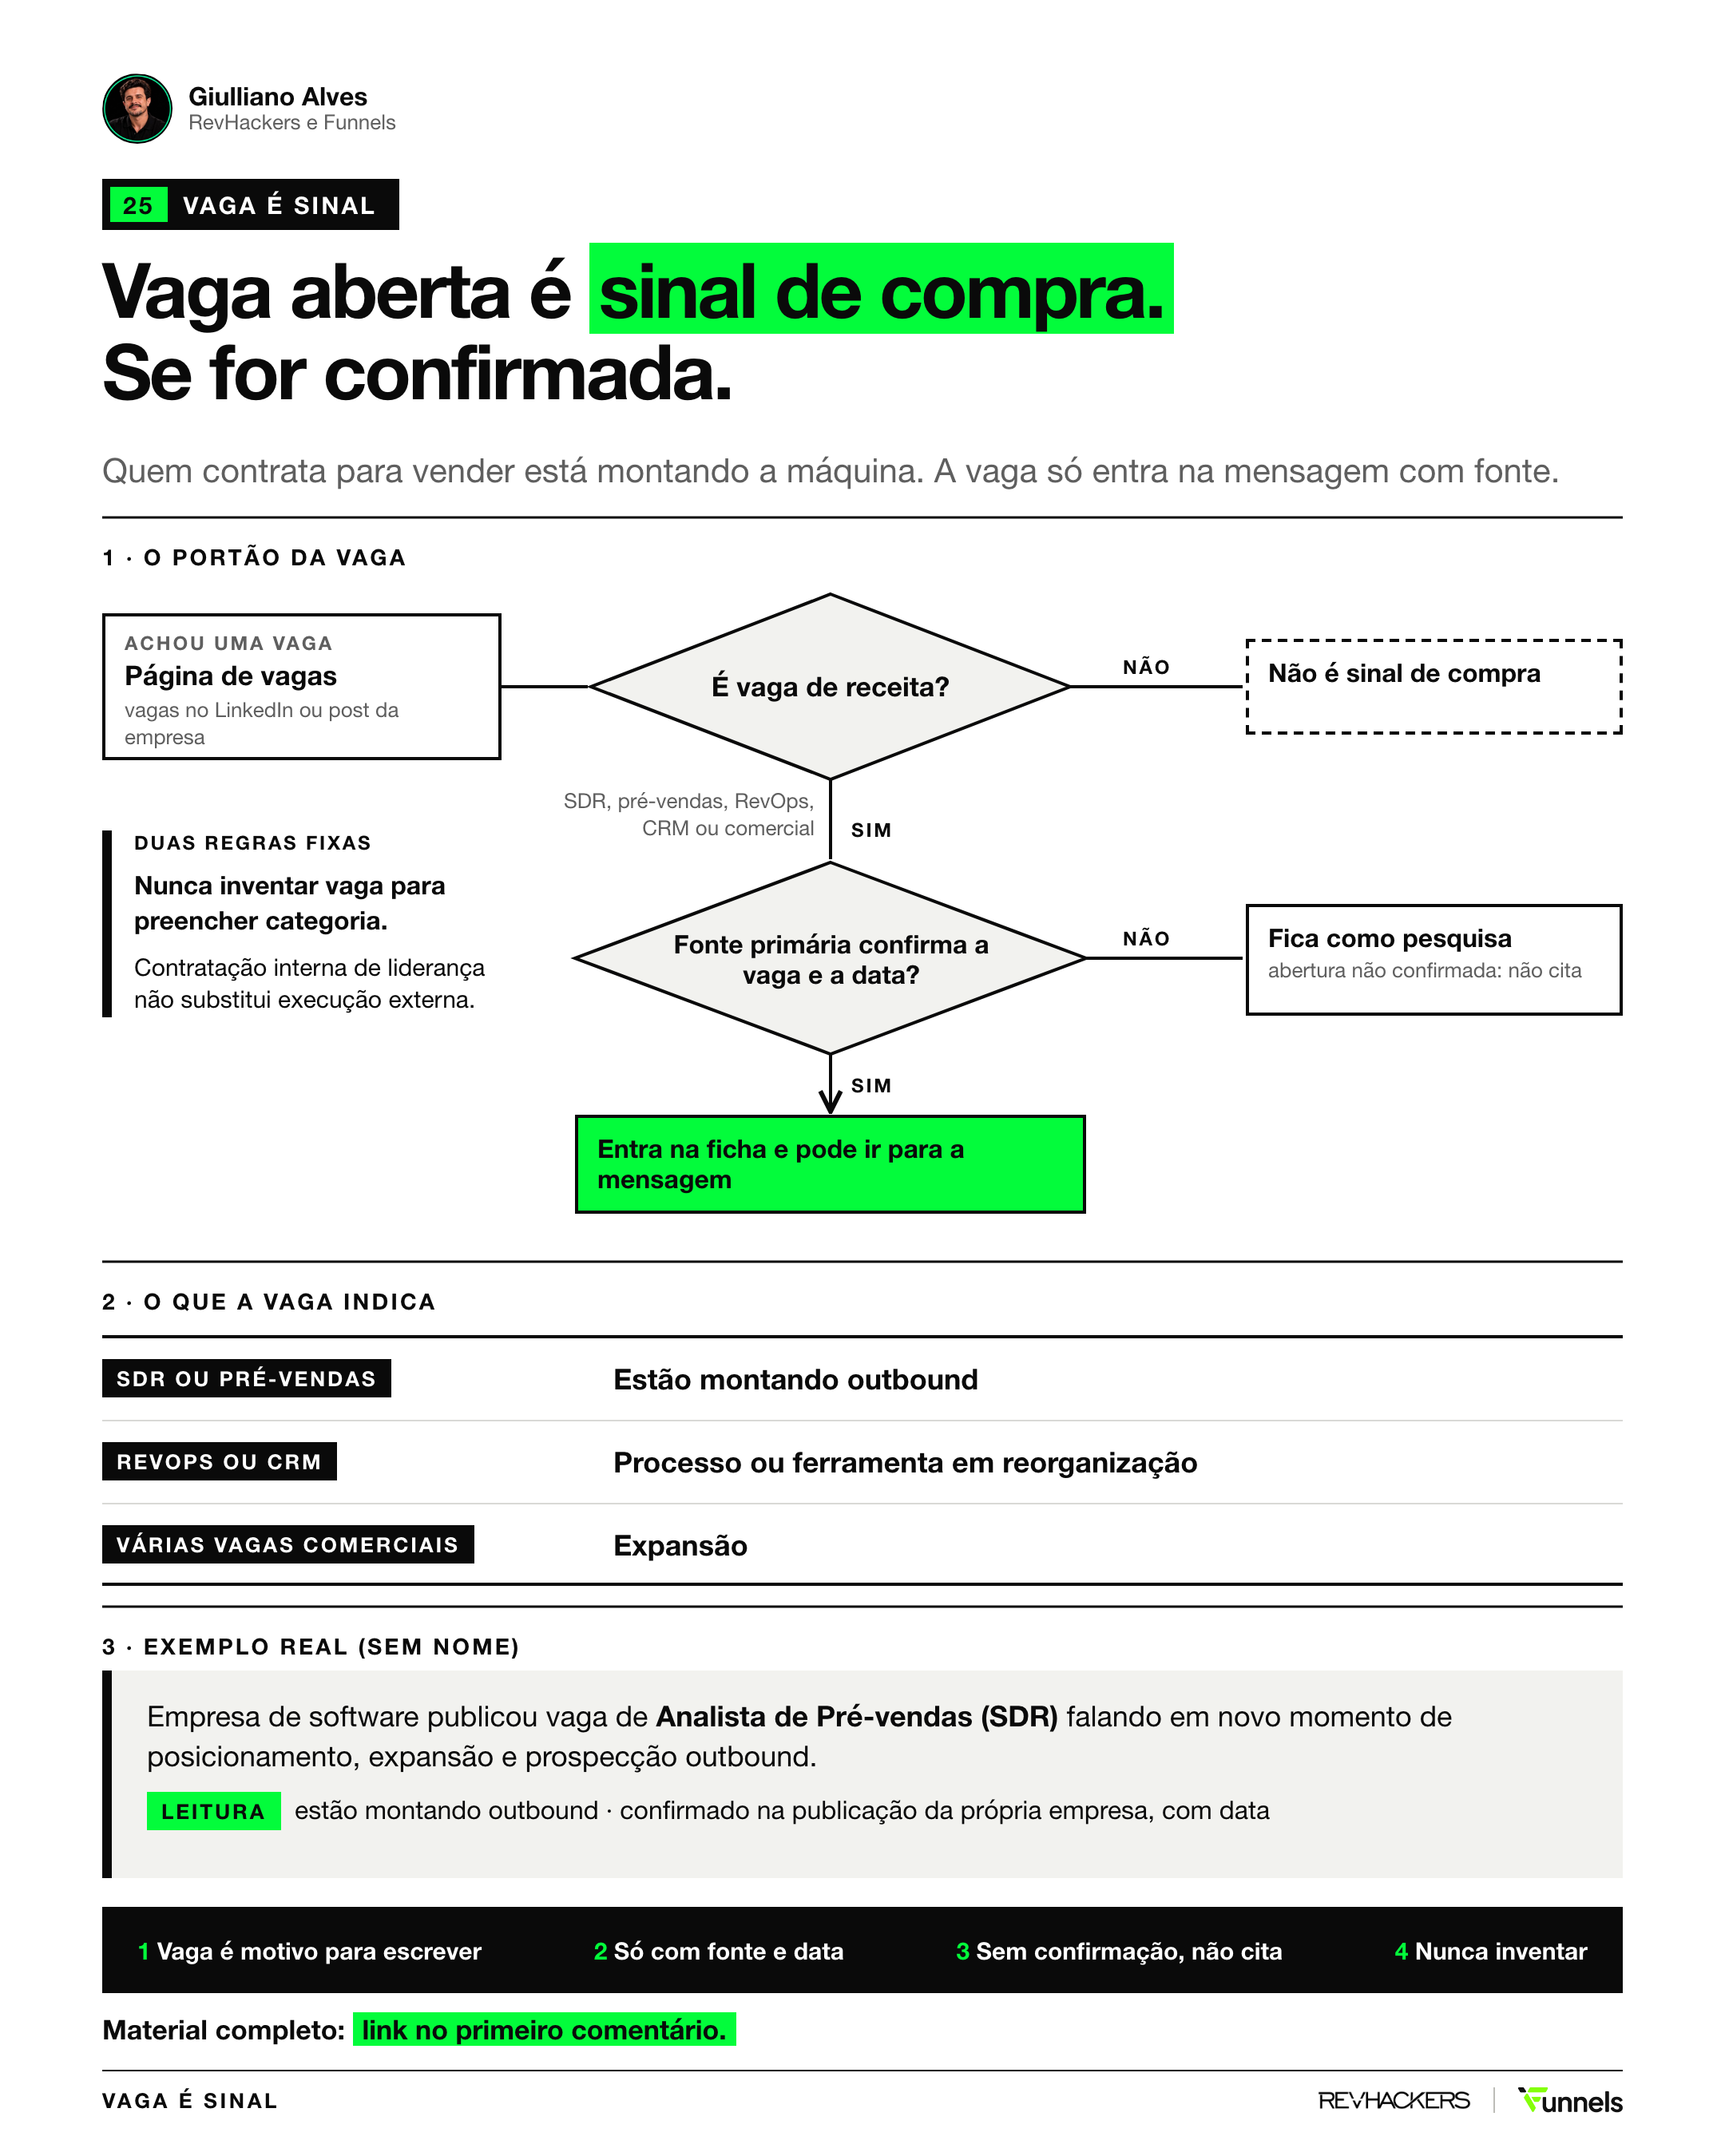 Giulliano Alves
RevHackers e Funnels
25 VAGA É SINAL
Vaga aberta é sinal de compra.
Se for confirmada.
Quem contrata para vender está montando a máquina. A vaga só entra na mensagem com fonte.
1 · O PORTÃO DA VAGA
ACHOU UMA VAGA
Página de vagas
vagas no LinkedIn ou post da
empresa
É vaga de receita?
NÃO
Não é sinal de compra
SDR, pré-vendas, RevOps,
CRM ou comercial
SIM
DUAS REGRAS FIXAS
Nunca inventar vaga para
preencher categoria.
Contratação interna de liderança
não substitui execução externa.
Fonte primária confirma a
vaga e a data?
NÃO
Fica como pesquisa
abertura não confirmada: não cita
SIM
Entra na ficha e pode ir para a
mensagem
2 · O QUE A VAGA INDICA
SDR OU PRÉ-VENDAS
Estão montando outbound
REVOPS OU CRM
Processo ou ferramenta em reorganização
VÁRIAS VAGAS COMERCIAIS
Expansão
3 · EXEMPLO REAL (SEM NOME)
Empresa de software publicou vaga de Analista de Pré-vendas (SDR) falando em novo momento de
posicionamento, expansão e prospecção outbound.
LEITURA estão montando outbound · confirmado na publicação da própria empresa, com data
1 Vaga é motivo para escrever
2 Só com fonte e data
3 Sem confirmação, não cita
4 Nunca inventar
Material completo: link no primeiro comentário.
VAGA É SINAL
REVHACKERS
Funnels